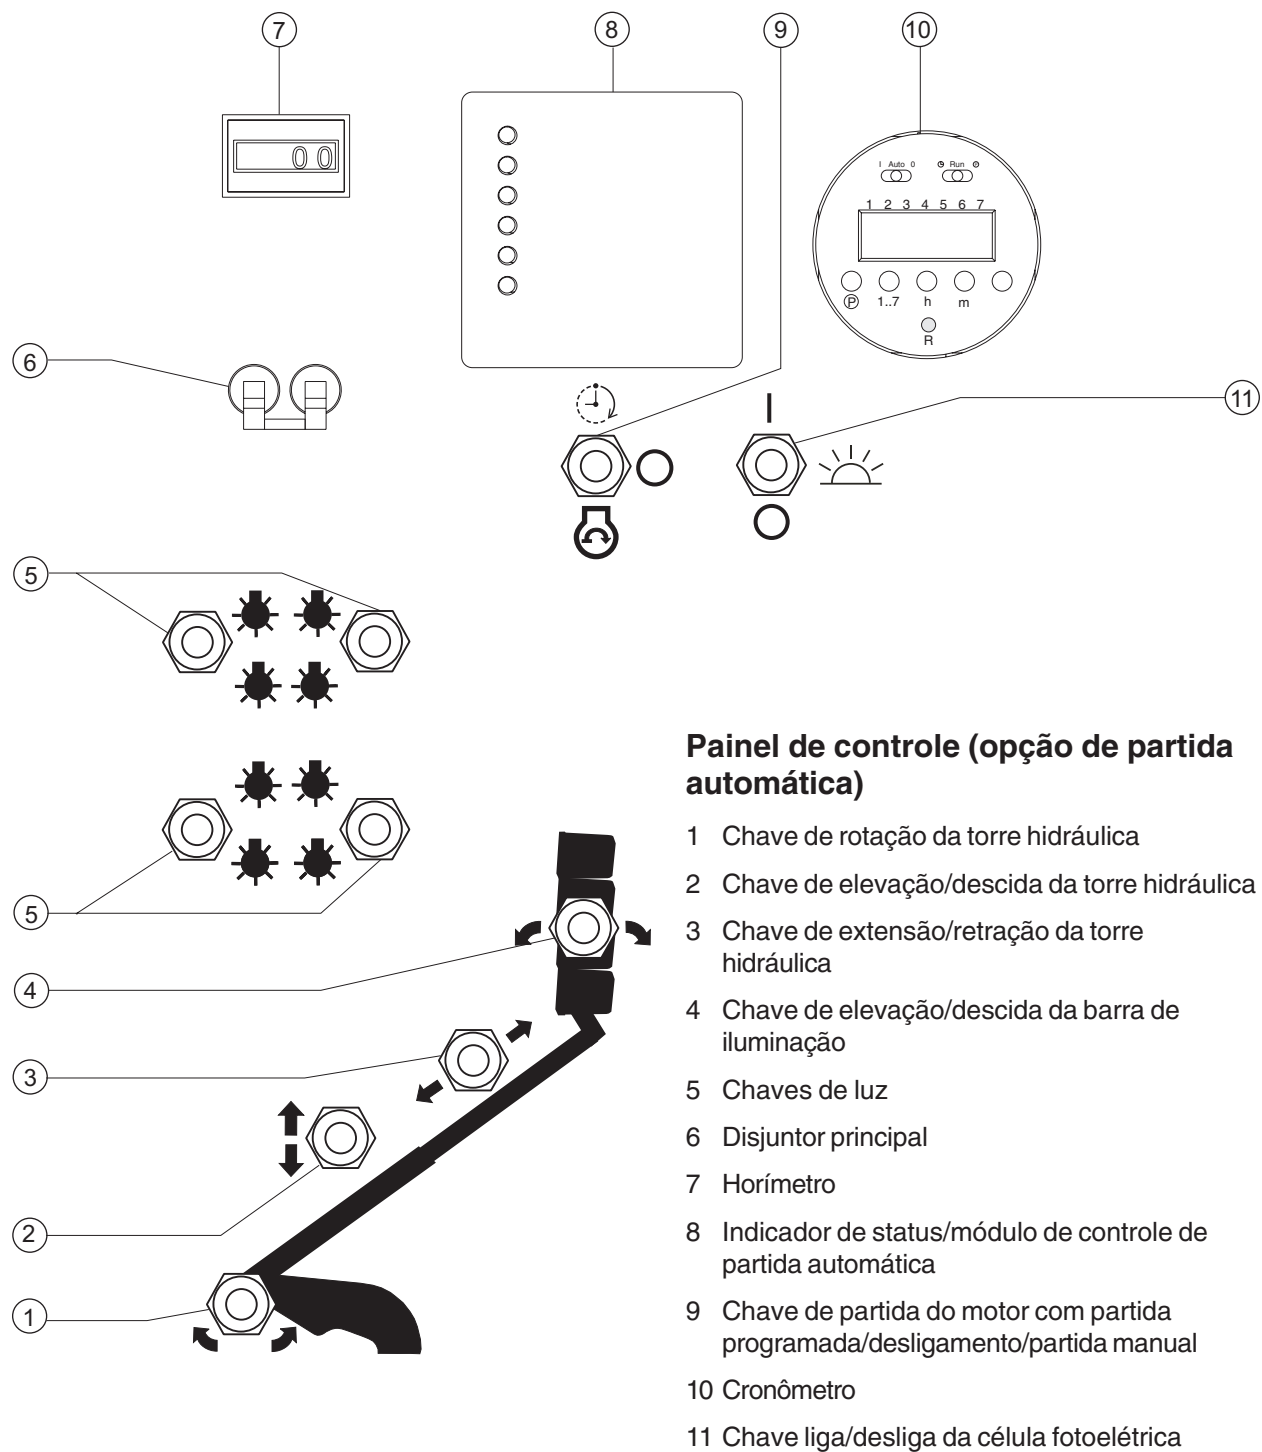 7
8
9
10
00
I Auto 0
Run
1 2 3 4 5 6 7
P
1..7
h
m
R
6
11
5
5
4
3
2
1
Painel de controle (opção de partida
automática)
1 Chave de rotação da torre hidráulica
2 Chave de elevação/descida da torre hidráulica
3 Chave de extensão/retração da torre
hidráulica
4 Chave de elevação/descida da barra de
iluminação
5 Chaves de luz
6 Disjuntor principal
7 Horímetro
8 Indicador de status/módulo de controle de
partida automática
9 Chave de partida do motor com partida
programada/desligamento/partida manual
10 Cronômetro
11 Chave liga/desliga da célula fotoelétrica